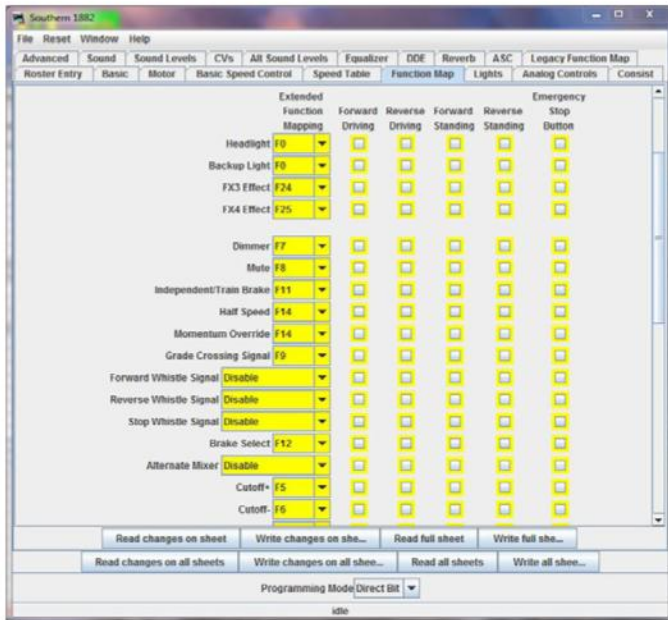 Southern 1882
File Reset Window Help
Advanced Sound Sound Levels CVs Alt Sound Levels Equalizer DDE Reverb ASC Legacy Function Map
Roster Entry Basic Motor Basic Speed Control Speed Table Function Map Lights Analog Controls Consist
Extended Function Mapping Forward Driving Reverse Driving Forward Standing Reverse Standing Emergency Stop Button
Headlight F0
Backup Light F0
FX3 Effect F24
FX4 Effect F25
Dimmer F7
Mute F8
Independent/Train Brake F11
Half Speed F14
Momentum Override F14
Grade Crossing Signal F9
Forward Whistle Signal Disable
Reverse Whistle Signal Disable
Stop Whistle Signal Disable
Brake Select F12
Alternate Mixer Disable
Cutoff+ F5
Cutoff- F6
Read changes on sheet Write changes on she... Read full sheet Write full she...
Read changes on all sheets Write changes on all shee... Read all sheets Write all shee...
Programming Mode Direct Bit
idle